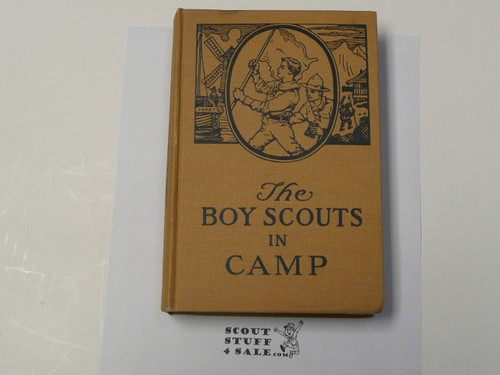 The
BOY SCOUTS
IN
CAMP
SCOUT
STUFF
4 SALE.com